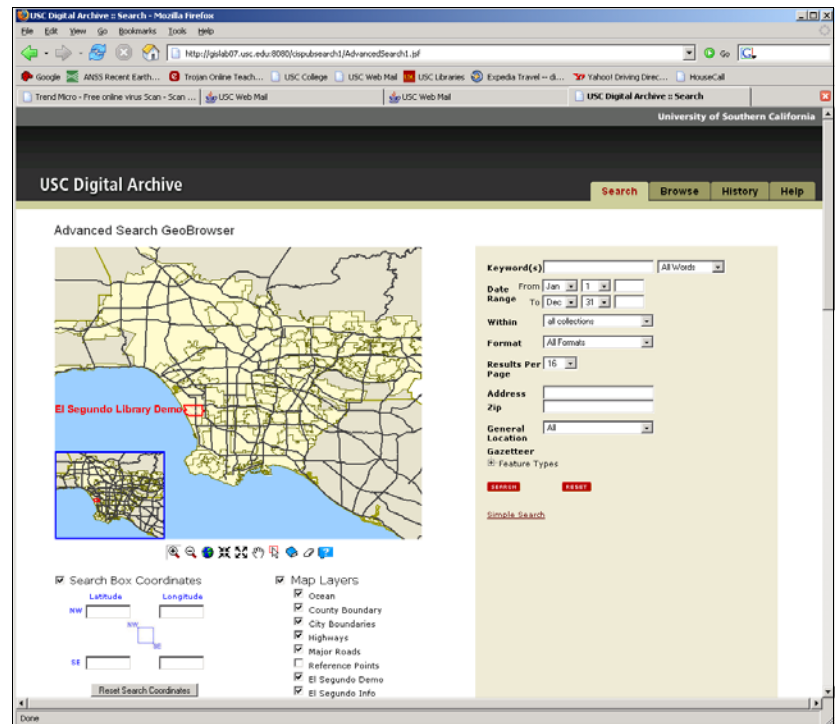 USC Digital Archive :: Search - Mozilla Firefox
File Edit View Go Bookmarks Tools Help
http://gislab07.usc.edu:8080/cispubsearch1/AdvancedSearch1.jsf
Go
Google ANSS Recent Earth... Trojan Online Teach... USC College USC Web Mail USC Libraries Expedia Travel -- di... Yahoo! Driving Direc... HouseCall
Trend Micro - Free online virus Scan - Scan ... USC Web Mail USC Web Mail USC Digital Archive :: Search
University of Southern California
USC Digital Archive
Search Browse History Help
Advanced Search GeoBrowser
El Segundo Library Demo
Search Box Coordinates
Latitude Longitude
NW
NW
SE
SE
Reset Search Coordinates
Map Layers
Ocean
County Boundary
City Boundaries
Highways
Major Roads
Reference Points
El Segundo Demo
El Segundo Info
Keyword(s) All Words
Date Range From Jan 1
To Dec 31
Within all collections
Format All Formats
Results Per Page 16
Address
Zip
General Location All
Gazetteer
Feature Types
SEARCH RESET
Simple Search
Done